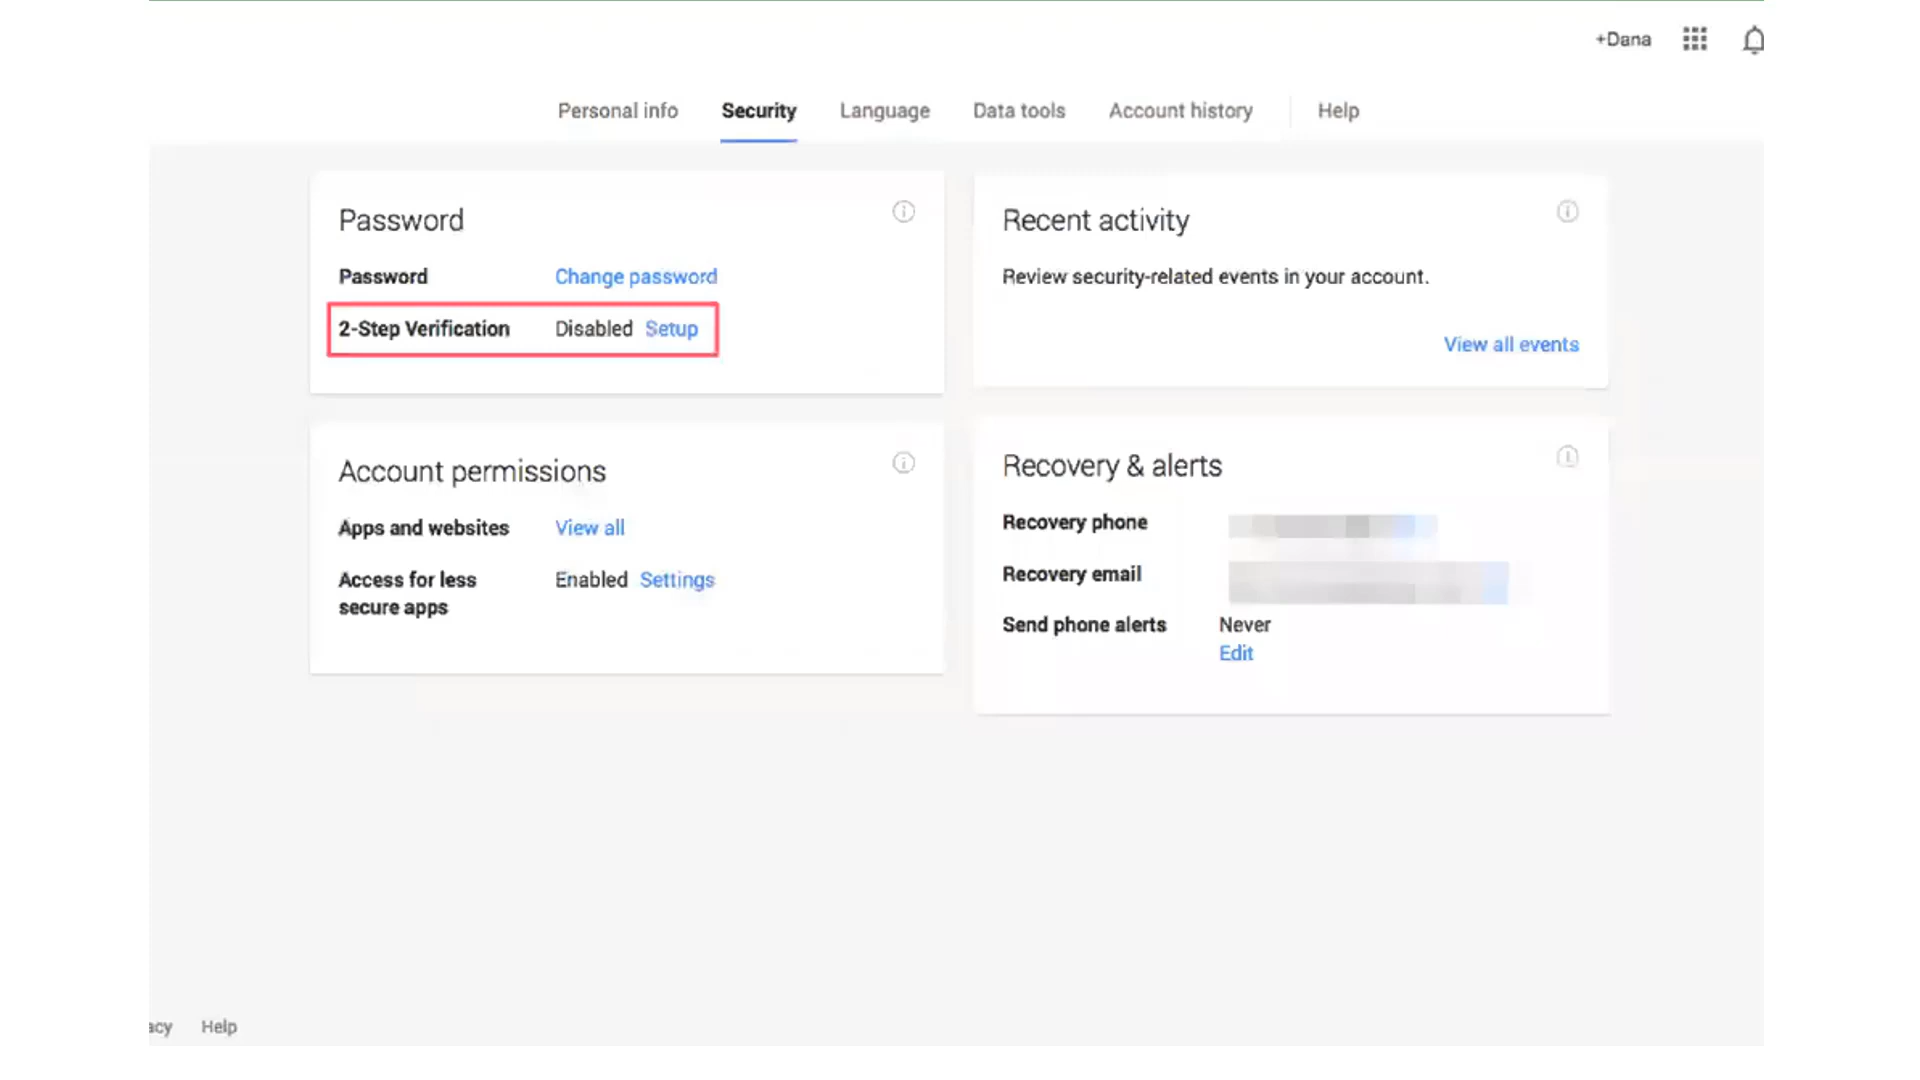 +Dana
Personal info Security Language Data tools Account history Help
Password
Password Change password
2-Step Verification Disabled Setup
Recent activity
Review security-related events in your account.
View all events
Account permissions
Apps and websites View all
Access for less secure apps Enabled Settings
Recovery & alerts
Recovery phone
Recovery email
Send phone alerts Never
Edit
acy Help